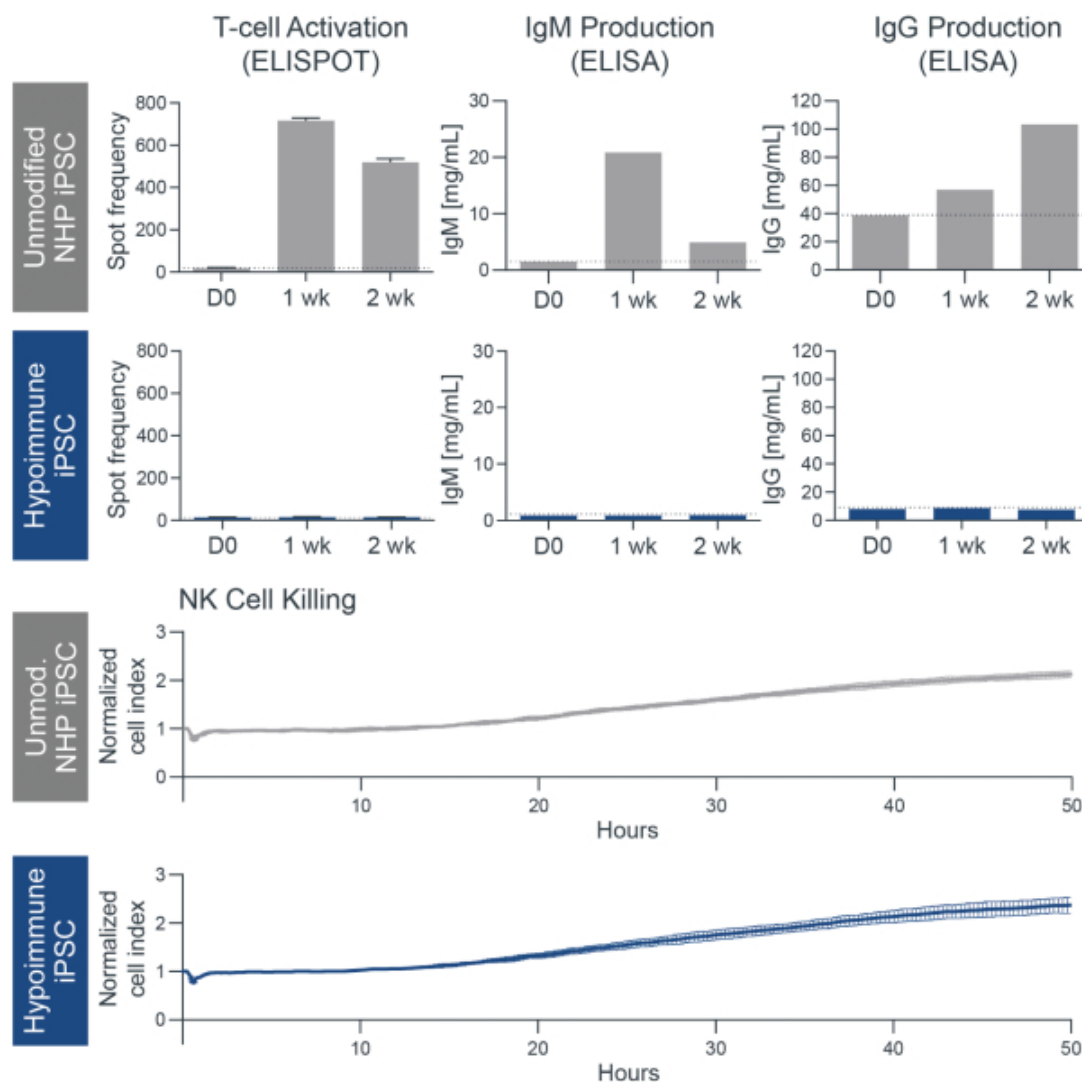 T-cell Activation
(ELISPOT)
IgM Production
(ELISA)
IgG Production
(ELISA)
Unmodified
NHP iPSC
Spot frequency
800
600
400
200
0
D0
1 wk
2 wk
IgM [mg/mL]
30
20
10
0
D0
1 wk
2 wk
IgG [mg/mL]
120
100
80
60
40
20
0
D0
1 wk
2 wk
Hypoimmune
iPSC
Spot frequency
800
600
400
200
0
D0
1 wk
2 wk
IgM [mg/mL]
30
20
10
0
D0
1 wk
2 wk
IgG [mg/mL]
120
100
80
60
40
20
0
D0
1 wk
2 wk
NK Cell Killing
Unmod.
NHP iPSC
Normalized
cell index
3
2
1
0
10
20
30
40
50
Hours
Hypoimmune
iPSC
Normalized
cell index
3
2
1
0
10
20
30
40
50
Hours